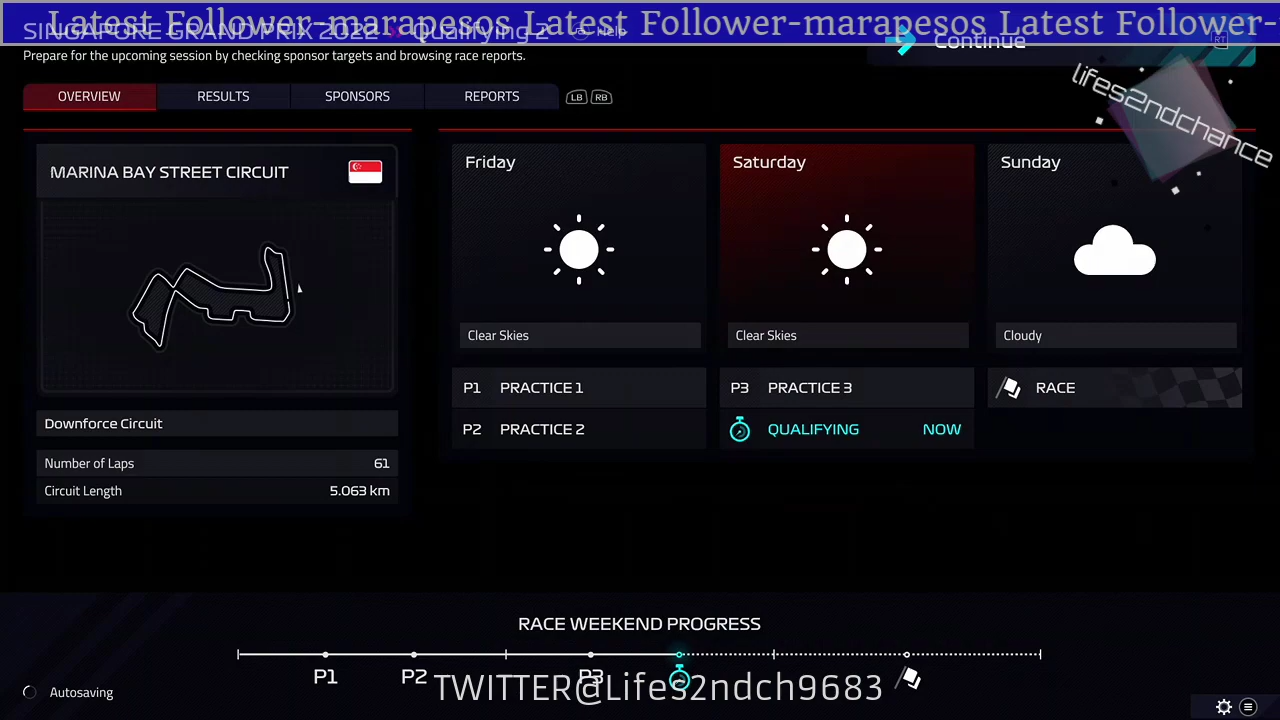 Latest Follower-marapesos Latest Follower-marapesos Latest Follower-
SINGAPORE GRAND PRIX 2022 Qualifying 2 Help
Continue RT
Prepare for the upcoming session by checking sponsor targets and browsing race reports.
lifes2ndchance
OVERVIEW RESULTS SPONSORS REPORTS LB RB
MARINA BAY STREET CIRCUIT
Friday Saturday Sunday
Clear Skies Clear Skies Cloudy
P1 PRACTICE 1 P3 PRACTICE 3 RACE
P2 PRACTICE 2 QUALIFYING NOW
Downforce Circuit
Number of Laps 61
Circuit Length 5.063 km
RACE WEEKEND PROGRESS
P1 P2 P3
TWITTER@Lifes2ndch9683
Autosaving